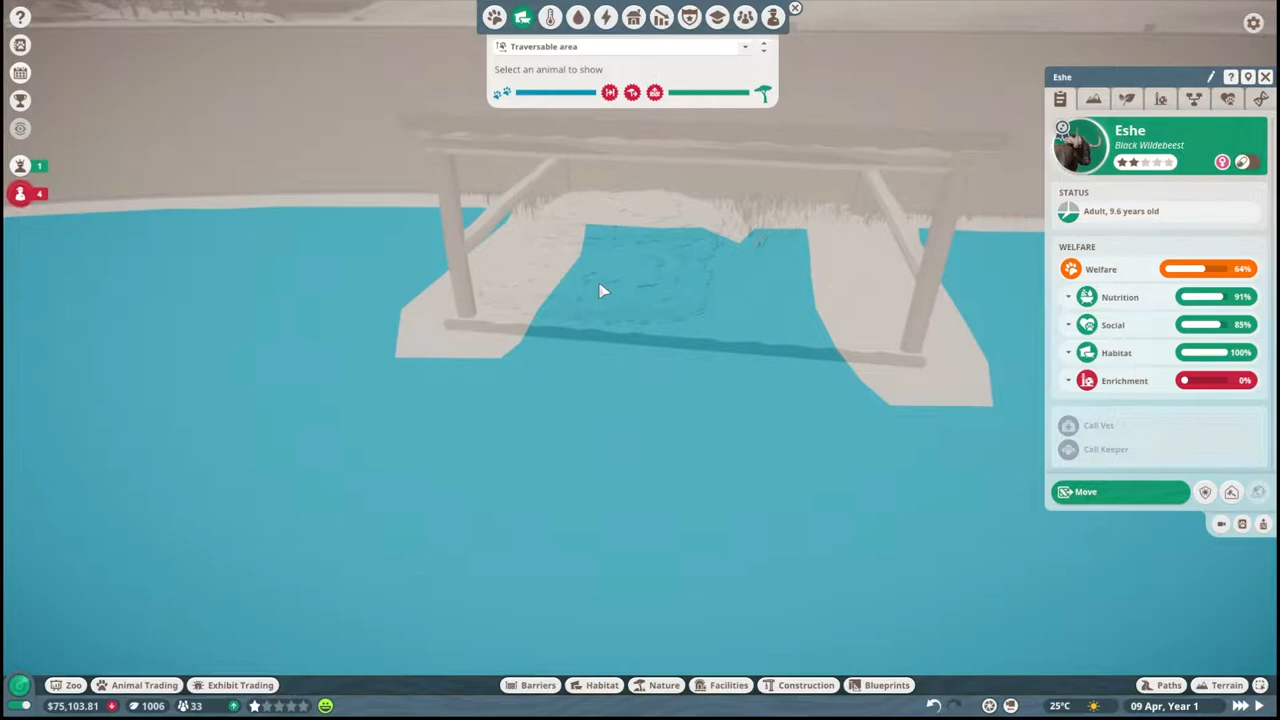 Traversable area
Select an animal to show
?
1
4
Eshe
?
Eshe
Black Wildebeest
STATUS
Adult, 9.6 years old
WELFARE
Welfare 64%
Nutrition 91%
Social 85%
Habitat 100%
Enrichment 0%
Call Vet
Call Keeper
Move
Zoo
Animal Trading
Exhibit Trading
Barriers
Habitat
Nature
Facilities
Construction
Blueprints
Paths
Terrain
$75,103.81
1006
33
25°C
09 Apr, Year 1